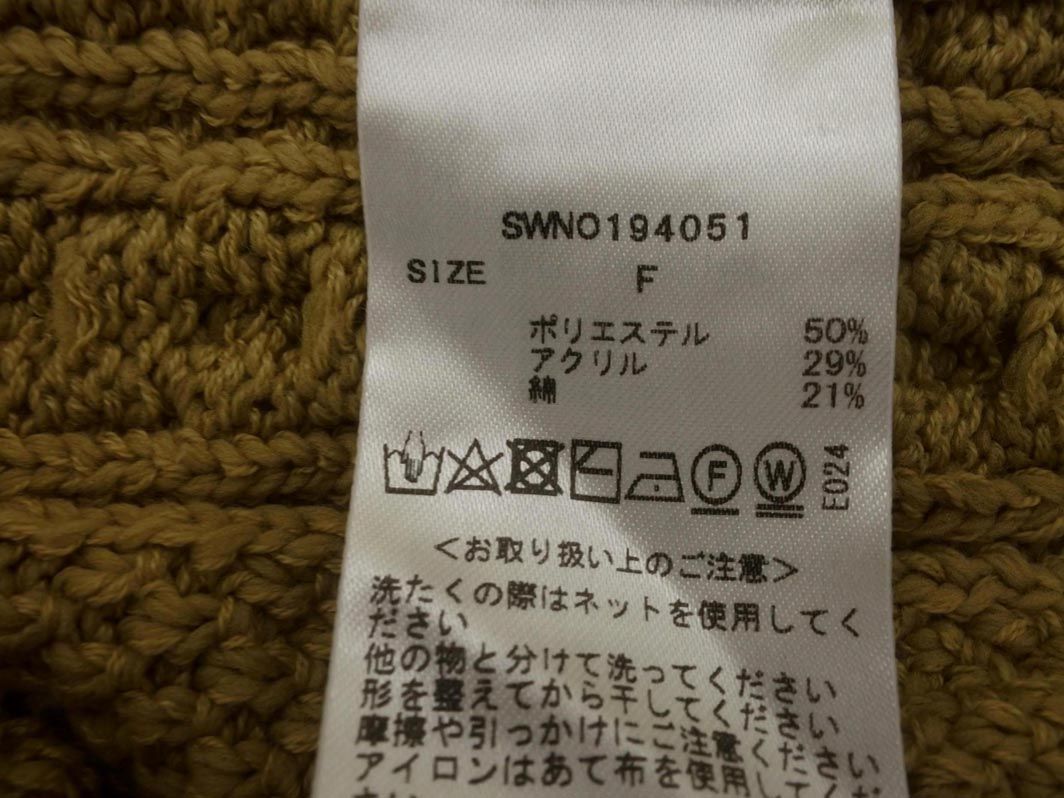 SWNO194051
SIZE F
ポリエステル 50%
アクリル 29%
綿 21%
F W E024
<お取り扱い上のご注意>
洗たくの際はネットを使用してく
ださい
他の物と分けて洗ってください
形を整えてから干してください
摩擦や引っかけにご注意ください
アイロンはあて布を使用してくだ